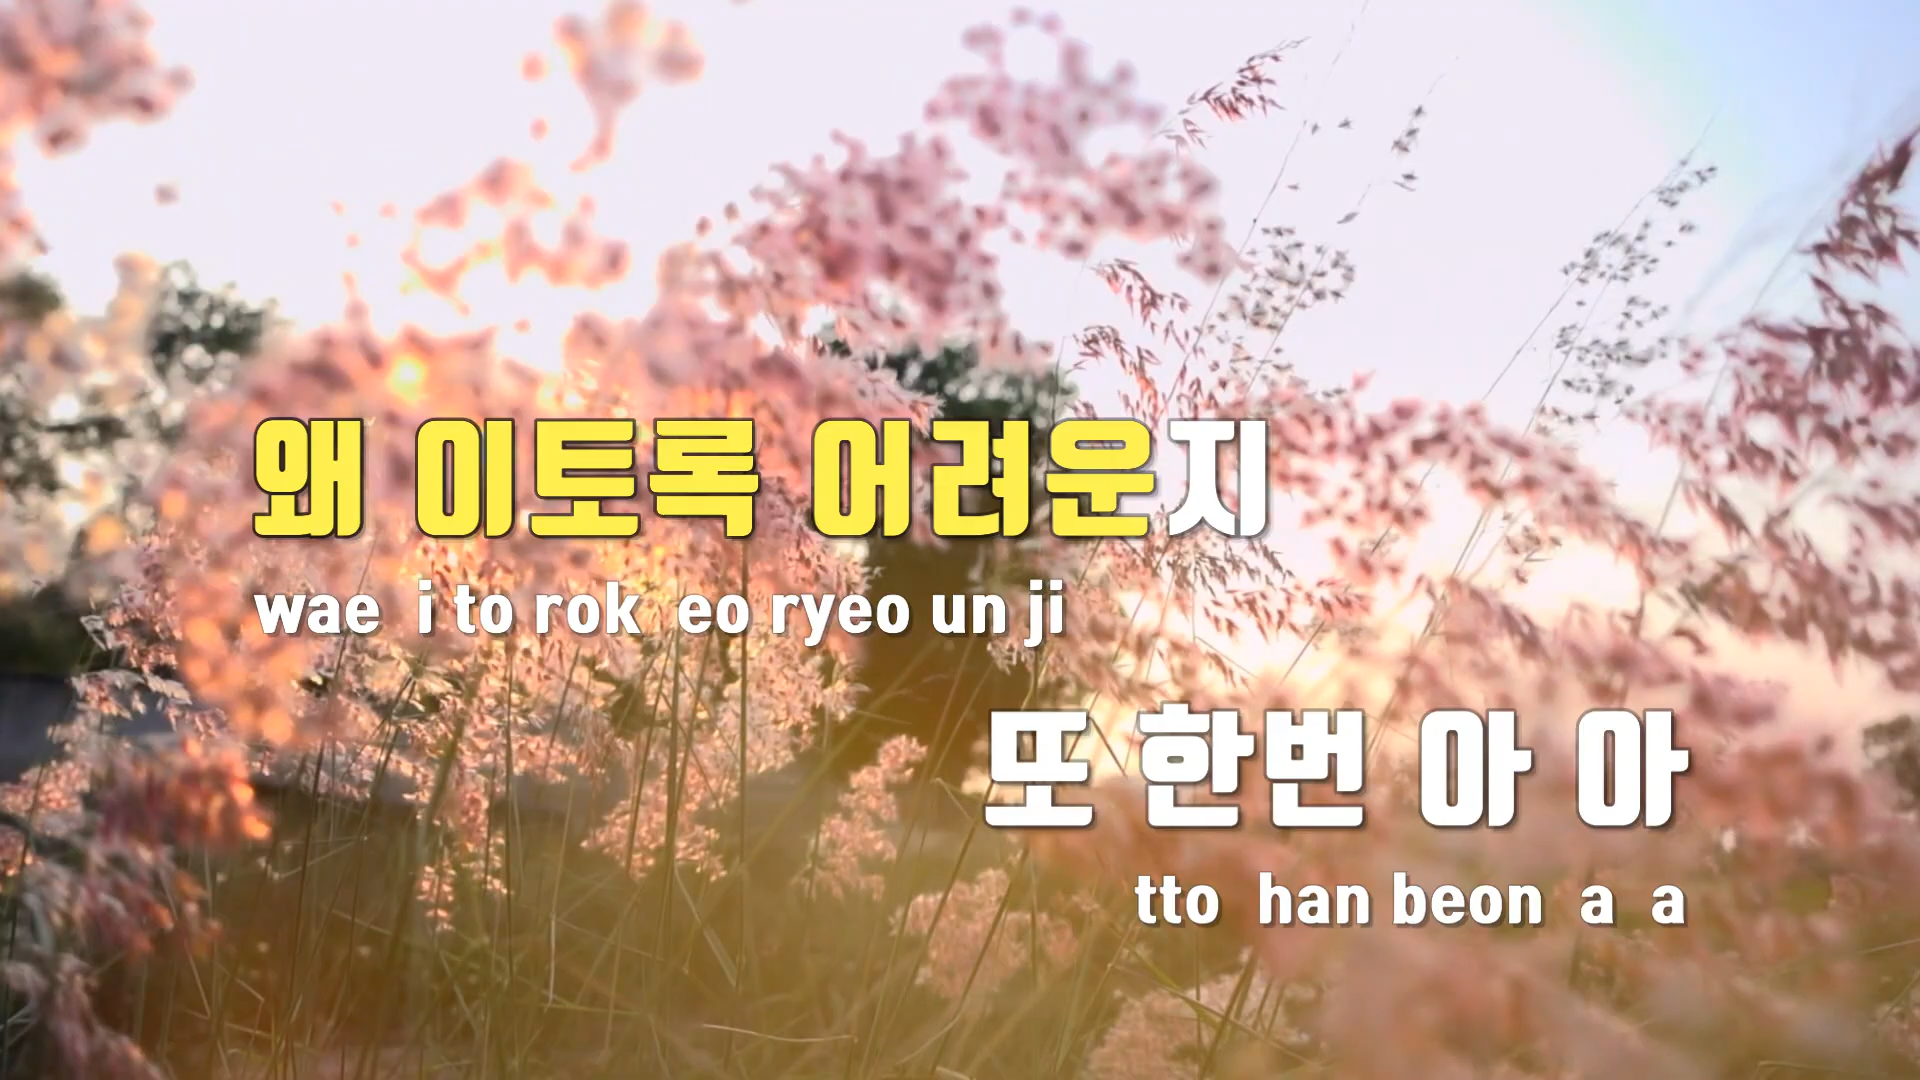 왜 이토록 어려운지
wae i to rok eo ryeo un ji
또 한번 아 아
tto han beon a a